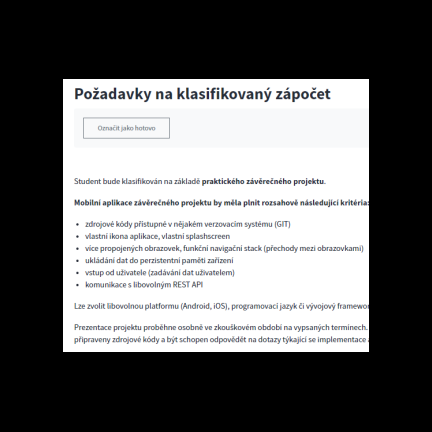 Požadavky na klasifikovaný zápočet
Označit jako hotovo
Student bude klasifikován na základě praktického závěrečného projektu.
Mobilní aplikace závěrečného projektu by měla plnit rozsahově následující kritéria:
• zdrojové kódy přístupné v nějakém verzovacím systému (GIT)
• vlastní ikona aplikace, vlastní splashscreen
• více propojených obrazovek, funkční navigační stack (přechody mezi obrazovkami)
• ukládání dat do perzistentní paměti zařízení
• vstup od uživatele (zadávání dat uživatelem)
• komunikace s libovolným REST API
Lze zvolit libovolnou platformu (Android, iOS), programovací jazyk či vývojový framewor
Prezentace projektu proběhne osobně ve zkouškovém období na vypsaných termínech.
připraveny zdrojové kódy a být schopen odpovědět na dotazy týkající se implementace